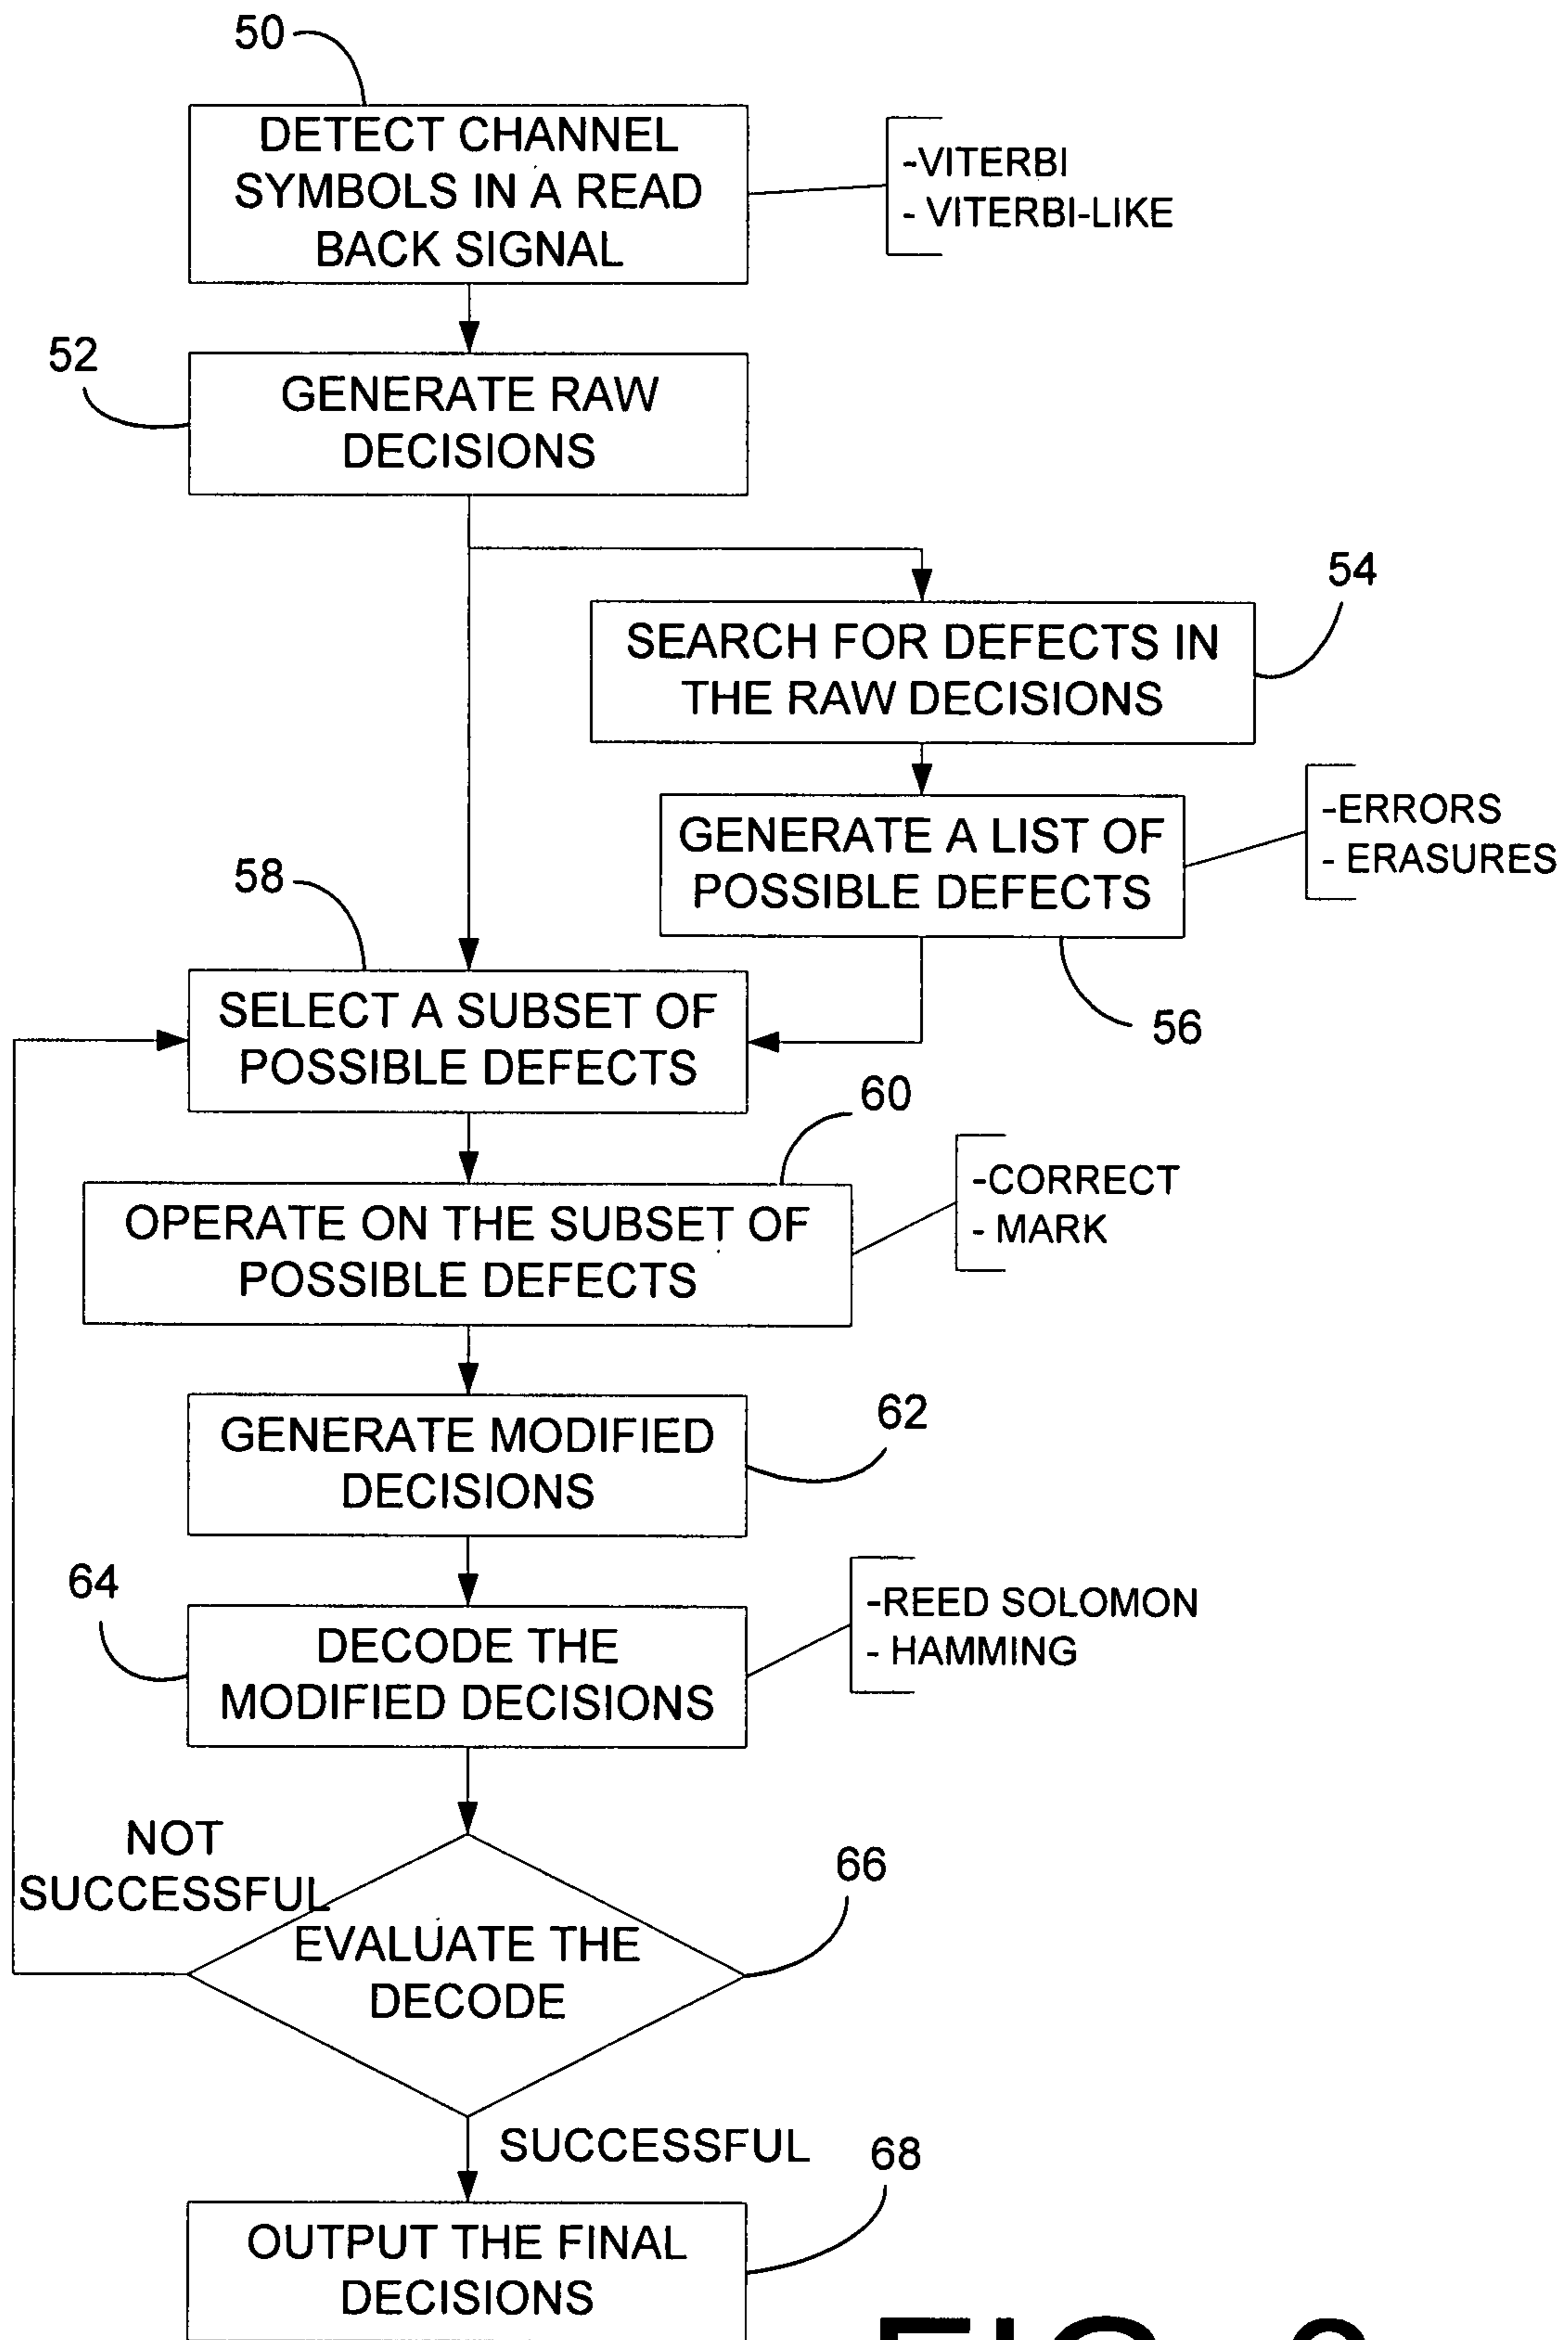 50
DETECT CHANNEL
SYMBOLS IN A READ
BACK SIGNAL
-VITERBI
- VITERBI-LIKE
52
GENERATE RAW
DECISIONS
54
SEARCH FOR DEFECTS IN
THE RAW DECISIONS
GENERATE A LIST OF
POSSIBLE DEFECTS
-ERRORS
- ERASURES
56
58
SELECT A SUBSET OF
POSSIBLE DEFECTS
60
OPERATE ON THE SUBSET OF
POSSIBLE DEFECTS
-CORRECT
- MARK
62
GENERATE MODIFIED
DECISIONS
64
DECODE THE
MODIFIED DECISIONS
-REED SOLOMON
- HAMMING
NOT
SUCCESSFUL
66
EVALUATE THE
DECODE
SUCCESSFUL
68
OUTPUT THE FINAL
DECISIONS